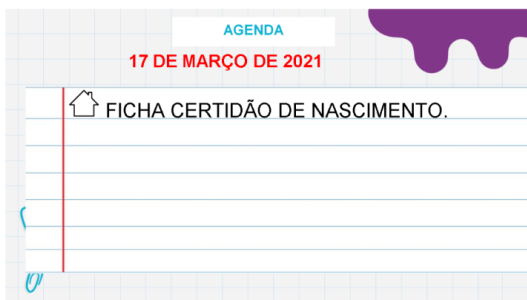 AGENDA
17 DE MARÇO DE 2021
FICHA CERTIDÃO DE NASCIMENTO.